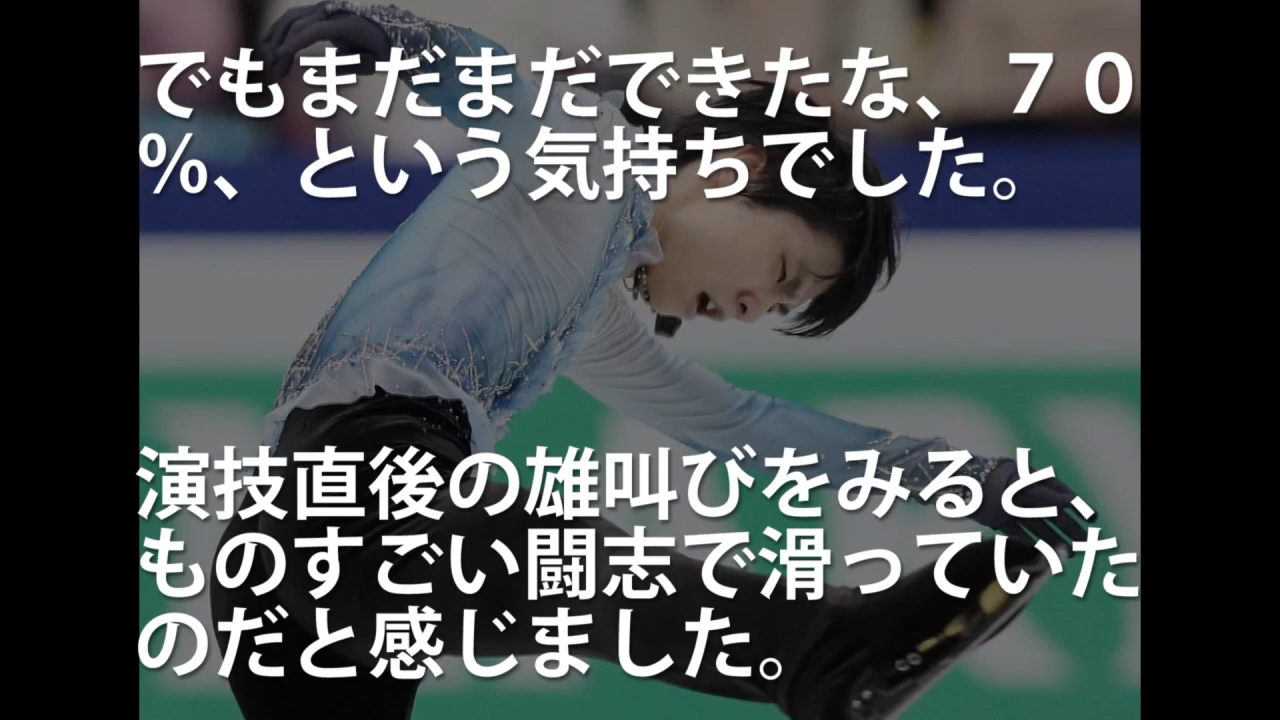 でもまだまだできたな、７０
％、という気持ちでした。
演技直後の雄叫びをみると、
ものすごい闘志で滑っていた
のだと感じました。